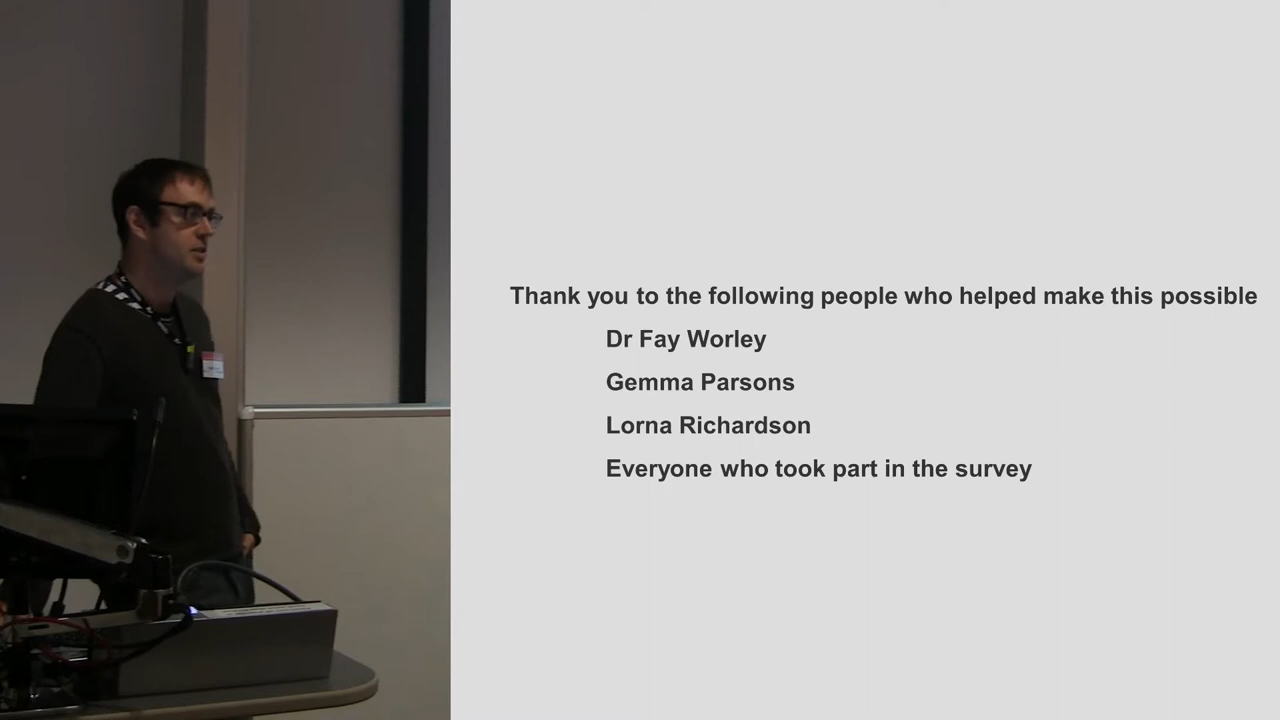 Thank you to the following people who helped make this possible
Dr Fay Worley
Gemma Parsons
Lorna Richardson
Everyone who took part in the survey